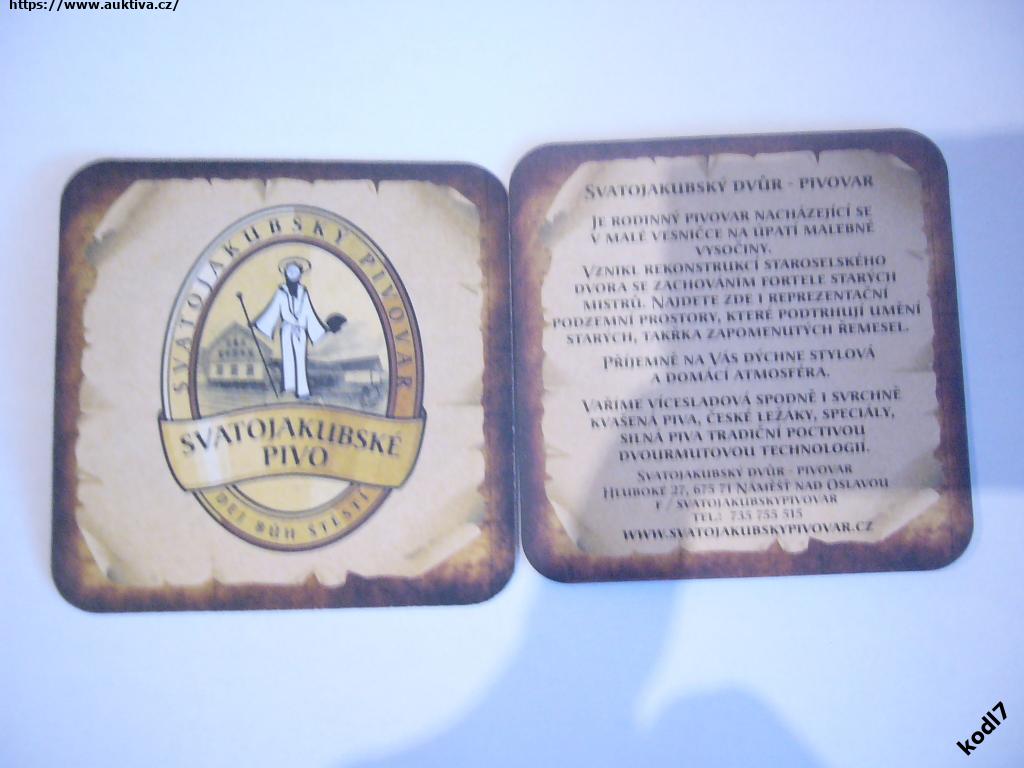 https://www.auktiva.cz/
SVATOJAKUBSKÝ PIVOVAR
SVATOJAKUBSKÉ
PIVO
DEJ BŮH ŠTĚSTÍ
SVATOJAKUBSKÝ DVŮR - PIVOVAR
JE RODINNÝ PIVOVAR NACHÁZEJÍCÍ SE
V MALÉ VESNIČCE NA ÚPATÍ MALEBNÉ
VYSOČINY.
VZNIKL REKONSTRUKCÍ STAROSELSKÉHO
DVORA SE ZACHOVÁNÍM FORTELE STARÝCH
MISTRŮ. NAJDETE ZDE I REPREZENTAČNÍ
PODZEMNÍ PROSTORY, KTERÉ PODTRHUJÍ UMĚNÍ
STARÝCH, TAKŘKA ZAPOMENUTÝCH ŘEMESEL.
PŘÍJEMNĚ NA VÁS DÝCHNE STYLOVÁ
A DOMÁCÍ ATMOSFÉRA.
VAŘÍME VÍCESLADOVÁ SPODNĚ I SVRCHNĚ
KVAŠENÁ PIVA, ČESKÉ LEŽÁKY, SPECIÁLY,
SILNÁ PIVA TRADIČNÍ POCTIVOU
DVOURMUTOVOU TECHNOLOGIÍ.
SVATOJAKUBSKÝ DVŮR - PIVOVAR
HLUBOKÉ 27, 675 71 NÁMĚŠŤ NAD OSLAVOU
F / SVATOJAKUBSKYPIVOVAR
TEL.: 735 755 515
WWW.SVATOJAKUBSKYPIVOVAR.CZ
kodl7